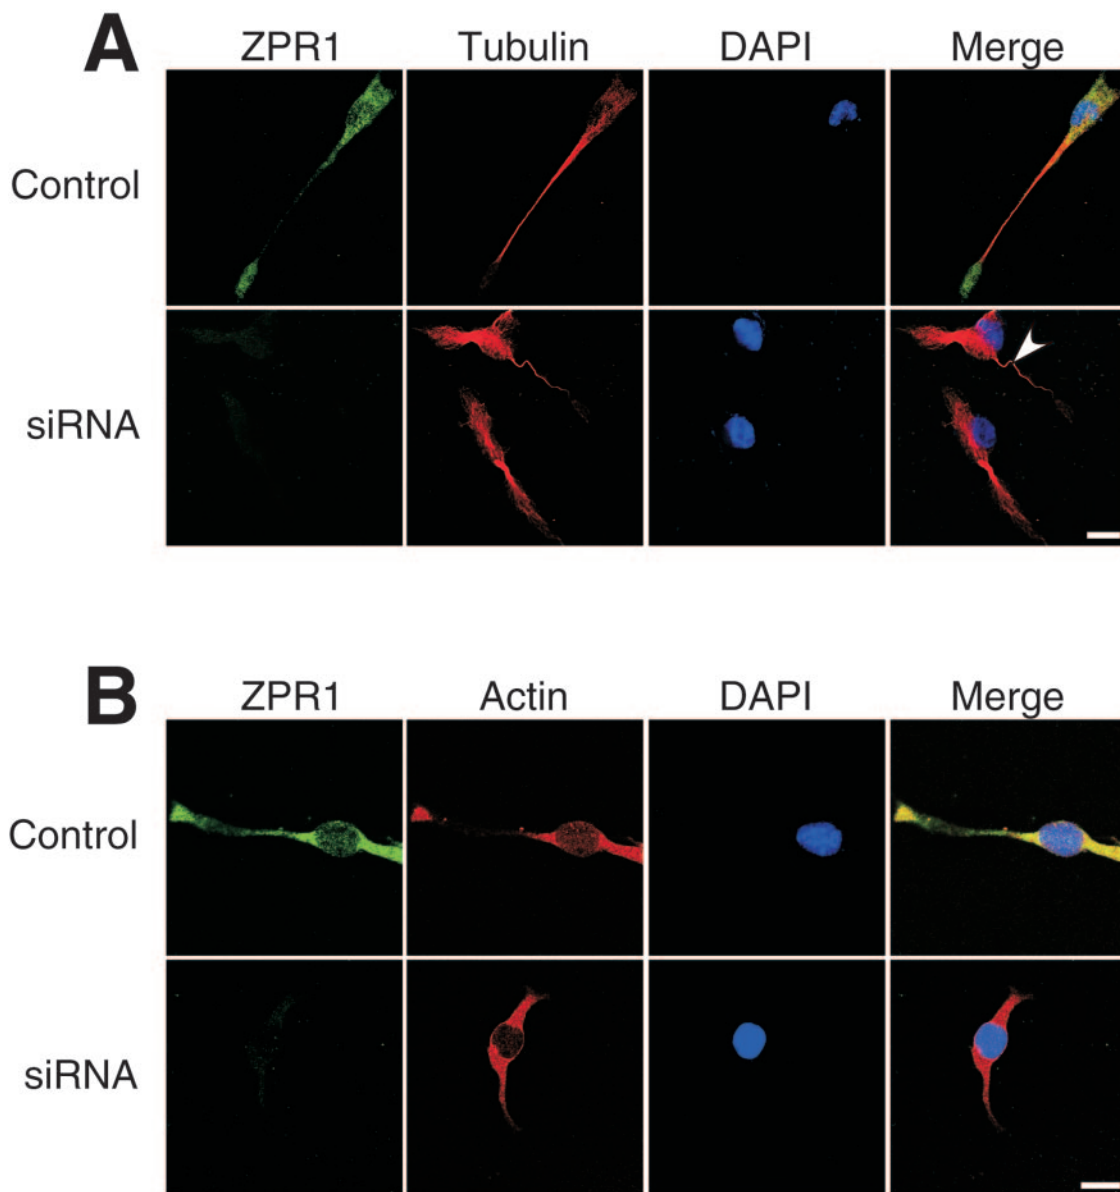 A
ZPR1 Tubulin DAPI Merge
Control
siRNA
B
ZPR1 Actin DAPI Merge
Control
siRNA